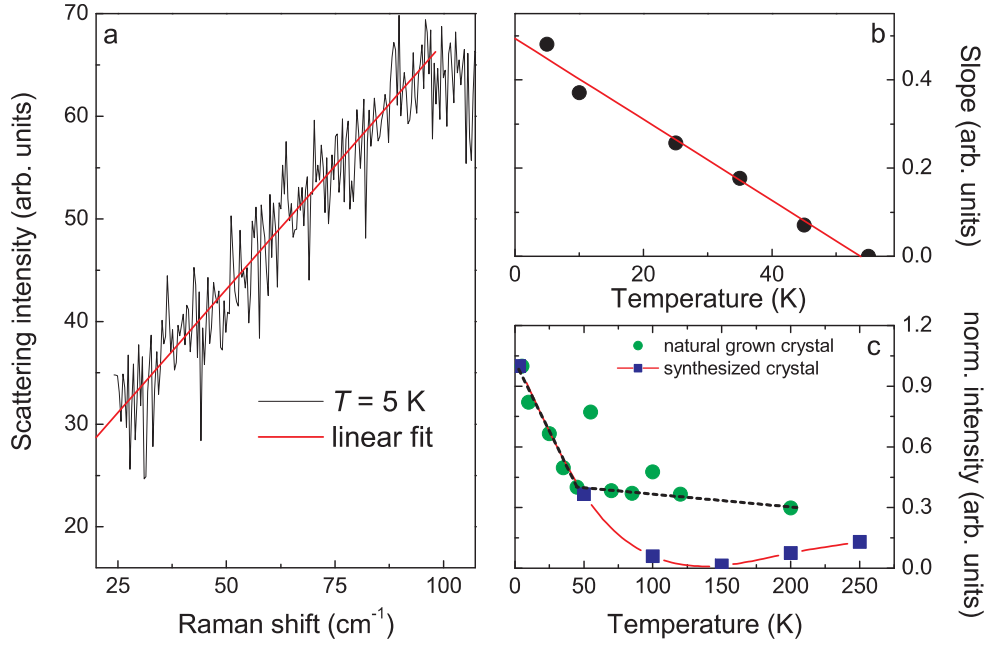 a
70
60
50
40
30
20
Scattering intensity (arb. units)
T = 5 K
linear fit
25 50 75 100
Raman shift (cm-1)
b
0.4
0.2
0.0
Slope (arb. units)
0 20 40
Temperature (K)
c
natural grown crystal
synthesized crystal
1.2
0.9
0.6
0.3
0.0
norm. intensity (arb. units)
0 50 100 150 200 250
Temperature (K)